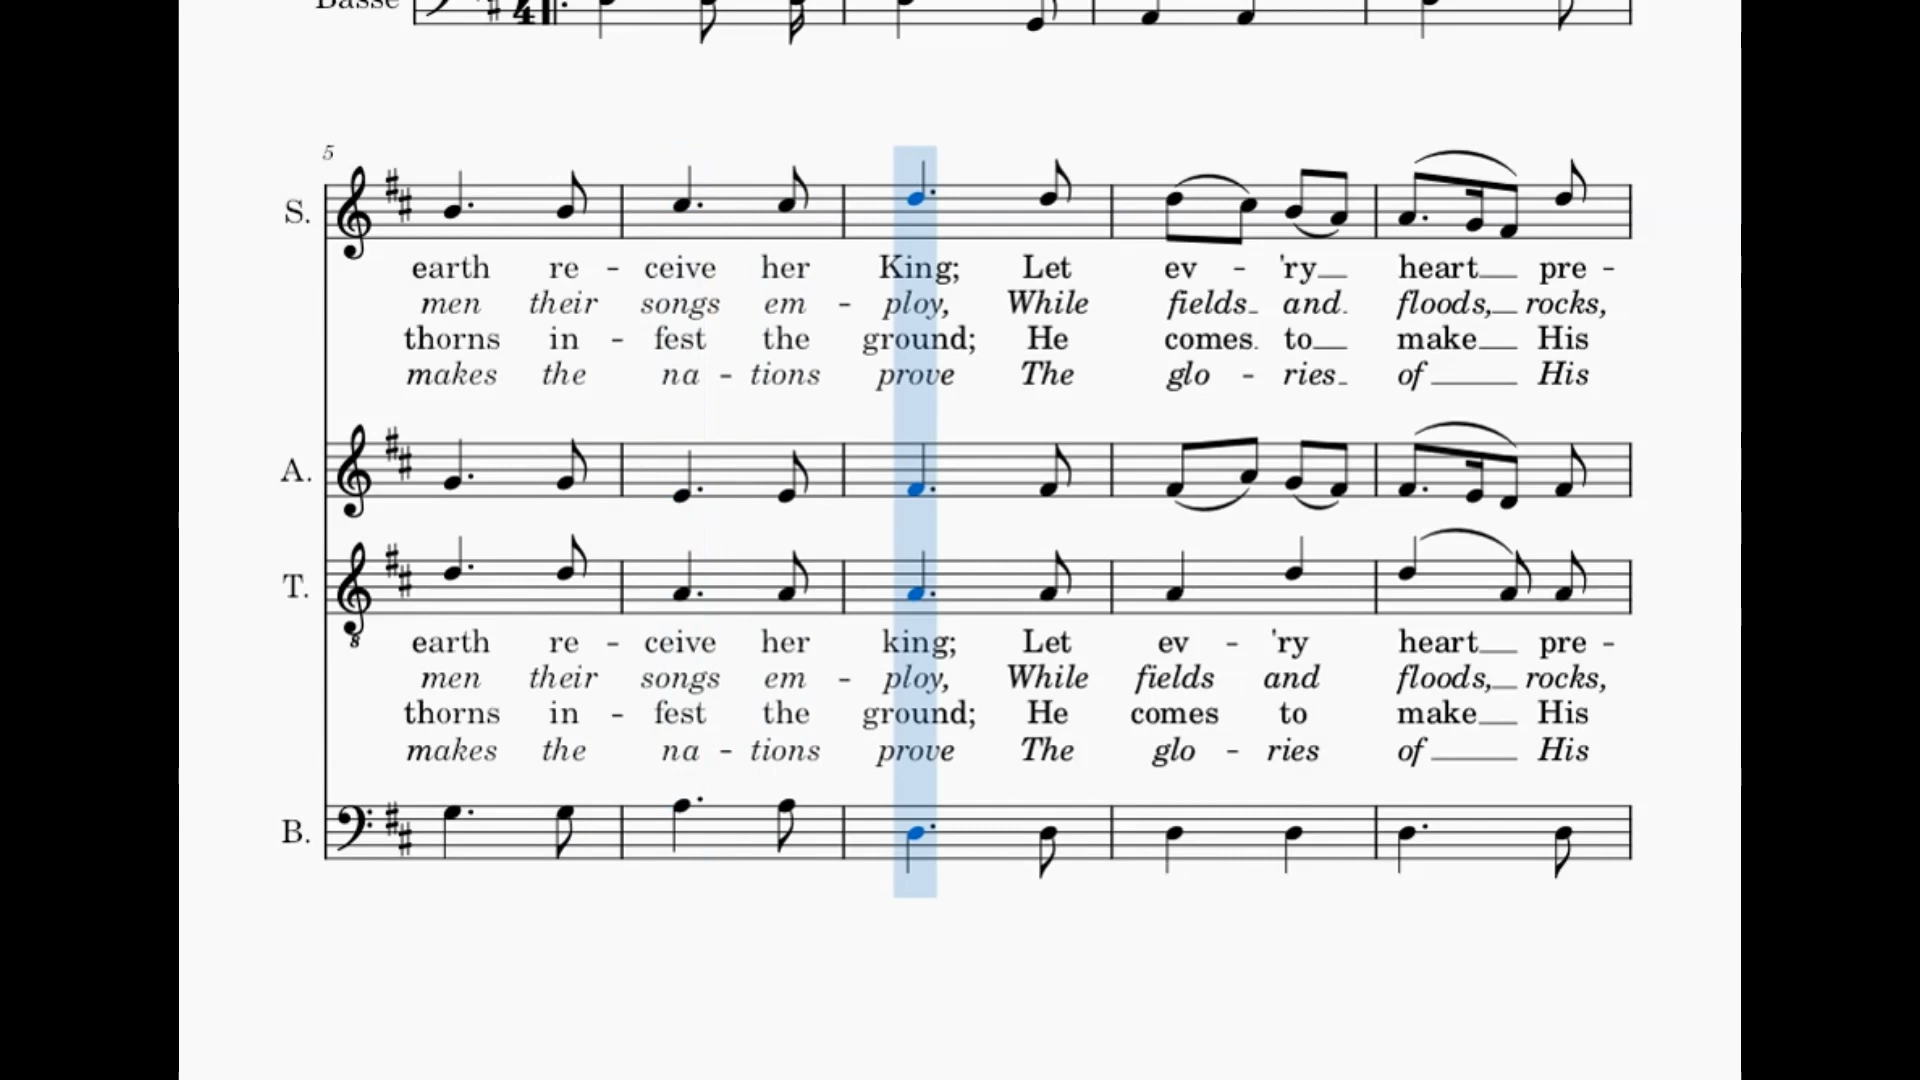 Basse
4
5
S.
earth re - ceive her King; Let ev - 'ry heart pre -
men their songs em - ploy, While fields and floods, rocks,
thorns in - fest the ground; He comes to make His
makes the na - tions prove The glo - ries of His
A.
T.
8
earth re - ceive her king; Let ev - 'ry heart pre -
men their songs em - ploy, While fields and floods, rocks,
thorns in - fest the ground; He comes to make His
makes the na - tions prove The glo - ries of His
B.